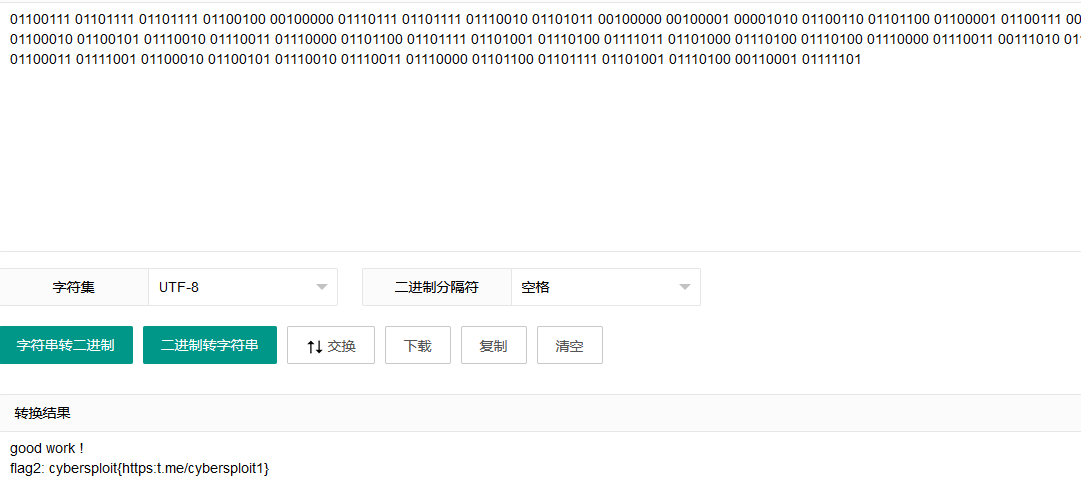 01100111 01101111 01101111 01100100 00100000 01110111 01101111 01110010 01101011 00100000 00100001 00001010 01100110 01101100 01100001 01100111 00
01100010 01100101 01110010 01110011 01110000 01101100 01101111 01101001 01110100 01111011 01101000 01110100 01110100 01110000 01110011 00111010 01
01100011 01111001 01100010 01100101 01110010 01110011 01110000 01101100 01101111 01101001 01110100 00110001 01111101
字符集 UTF-8 二进制分隔符 空格
字符串转二进制 二进制转字符串 交换 下载 复制 清空
转换结果
good work !
flag2: cybersploit{https:t.me/cybersploit1}